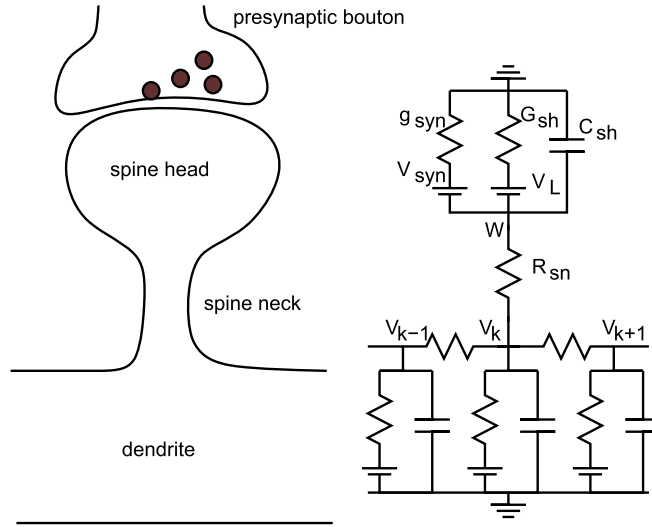 presynaptic bouton
spine head
spine neck
dendrite
g syn
G sh
C sh
V syn
V L
W
R sn
V k−1
V k
V k+1